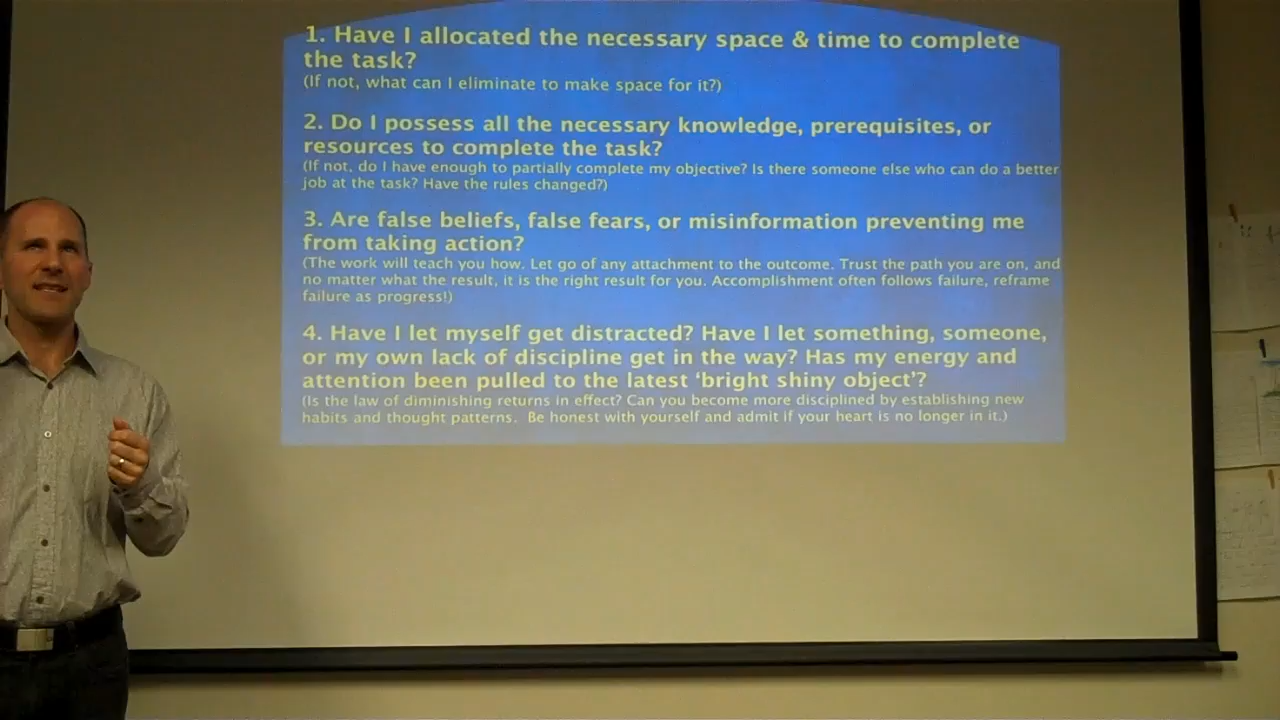 1. Have I allocated the necessary space & time to complete
the task?
(If not, what can I eliminate to make space for it?)
2. Do I possess all the necessary knowledge, prerequisites, or
resources to complete the task?
(If not, do I have enough to partially complete my objective? Is there someone else who can do a better
job at the task? Have the rules changed?)
3. Are false beliefs, false fears, or misinformation preventing me
from taking action?
(The work will teach you how. Let go of any attachment to the outcome. Trust the path you are on, and
no matter what the result, it is the right result for you. Accomplishment often follows failure, reframe
failure as progress!)
4. Have I let myself get distracted? Have I let something, someone,
or my own lack of discipline get in the way? Has my energy and
attention been pulled to the latest ‘bright shiny object’?
(Is the law of diminishing returns in effect? Can you become more disciplined by establishing new
habits and thought patterns.  Be honest with yourself and admit if your heart is no longer in it.)